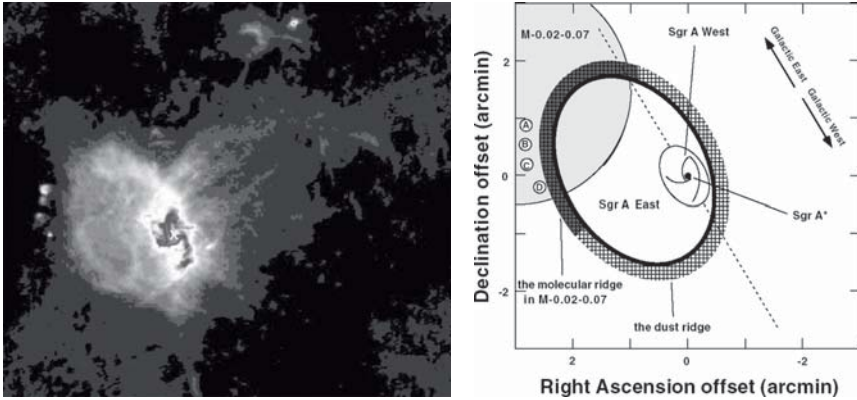 M-0.02-0.07
Sgr A West
Galactic East
Galactic West
A
B
C
D
Sgr A East
Sgr A*
the molecular ridge
in M-0.02-0.07
the dust ridge
Declination offset (arcmin)
2
0
-2
2
0
-2
Right Ascension offset (arcmin)